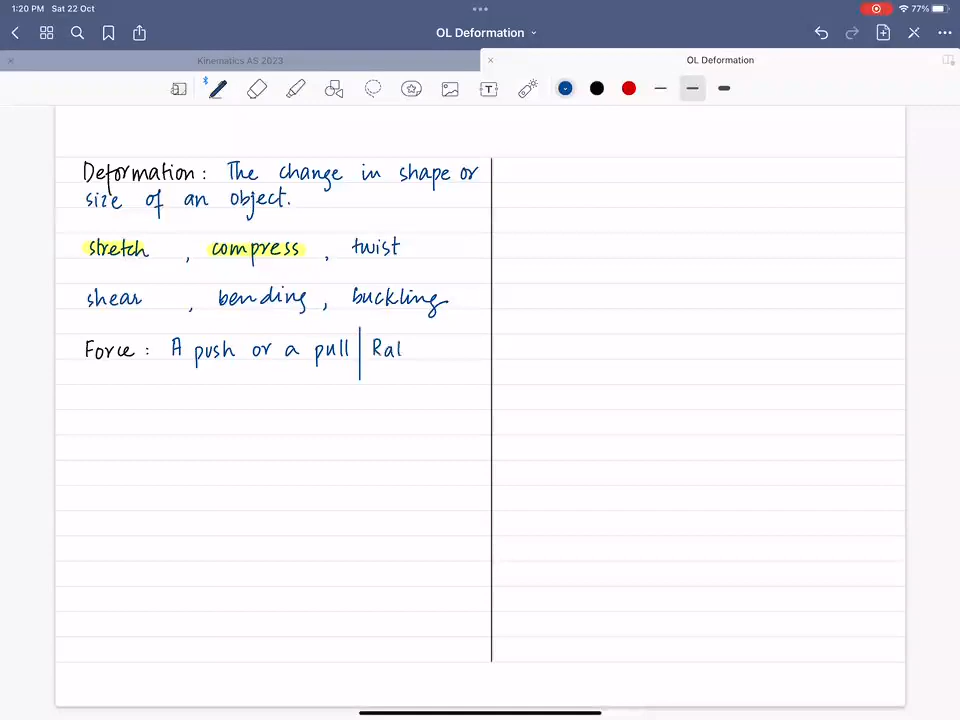 1:20 PM Sat 22 Oct
77%
OL Deformation
Kinematics AS 2023
OL Deformation
Deformation: The change in shape or
size of an object.
stretch , compress , twist
shear , bending , buckling
Force: A push or a pull | Ral